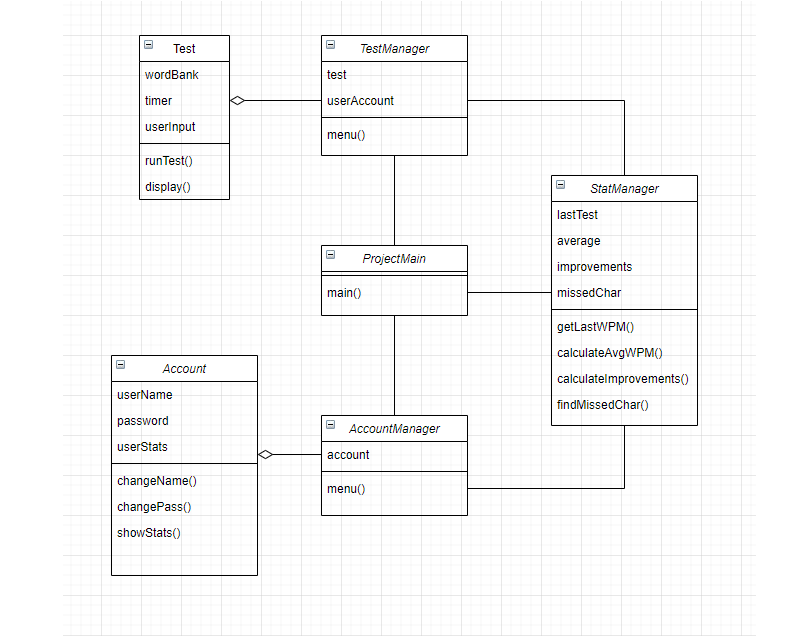 Test
wordBank
timer
userInput
runTest()
display()
TestManager
test
userAccount
menu()
StatManager
lastTest
average
improvements
missedChar
getLastWPM()
calculateAvgWPM()
calculateImprovements()
findMissedChar()
ProjectMain
main()
Account
userName
password
userStats
changeName()
changePass()
showStats()
AccountManager
account
menu()